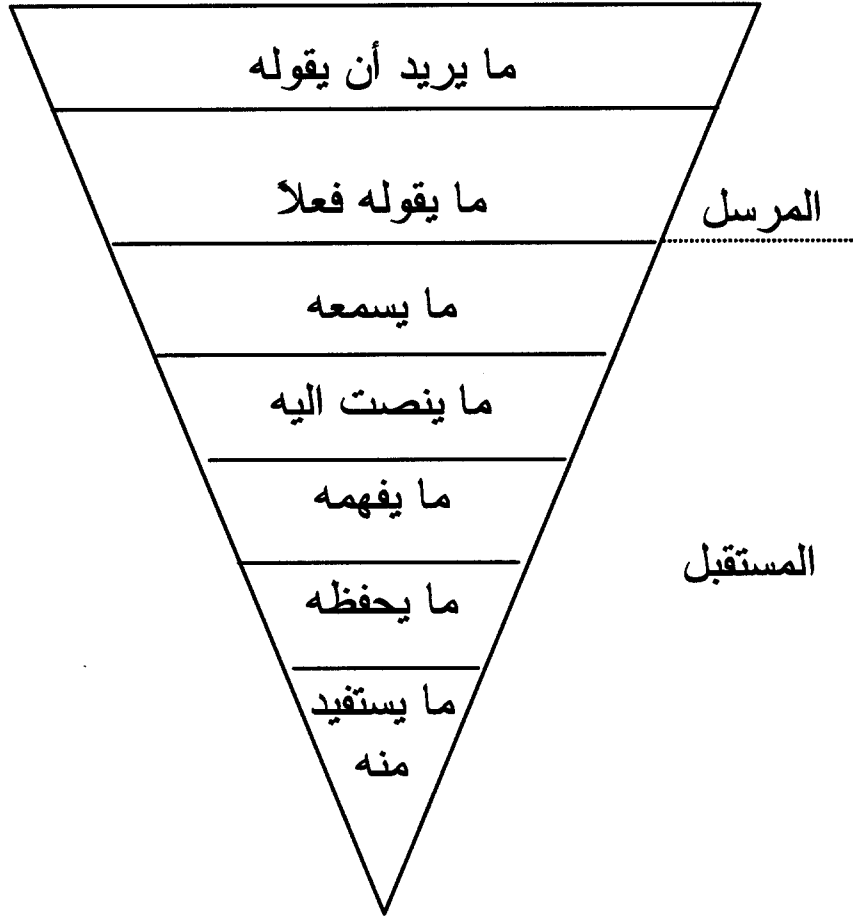 ما يريد أن يقوله
ما يقوله فعلاً
المرسل
ما يسمعه
ما ينصت اليه
ما يفهمه
المستقبل
ما يحفظه
ما يستفيد
منه